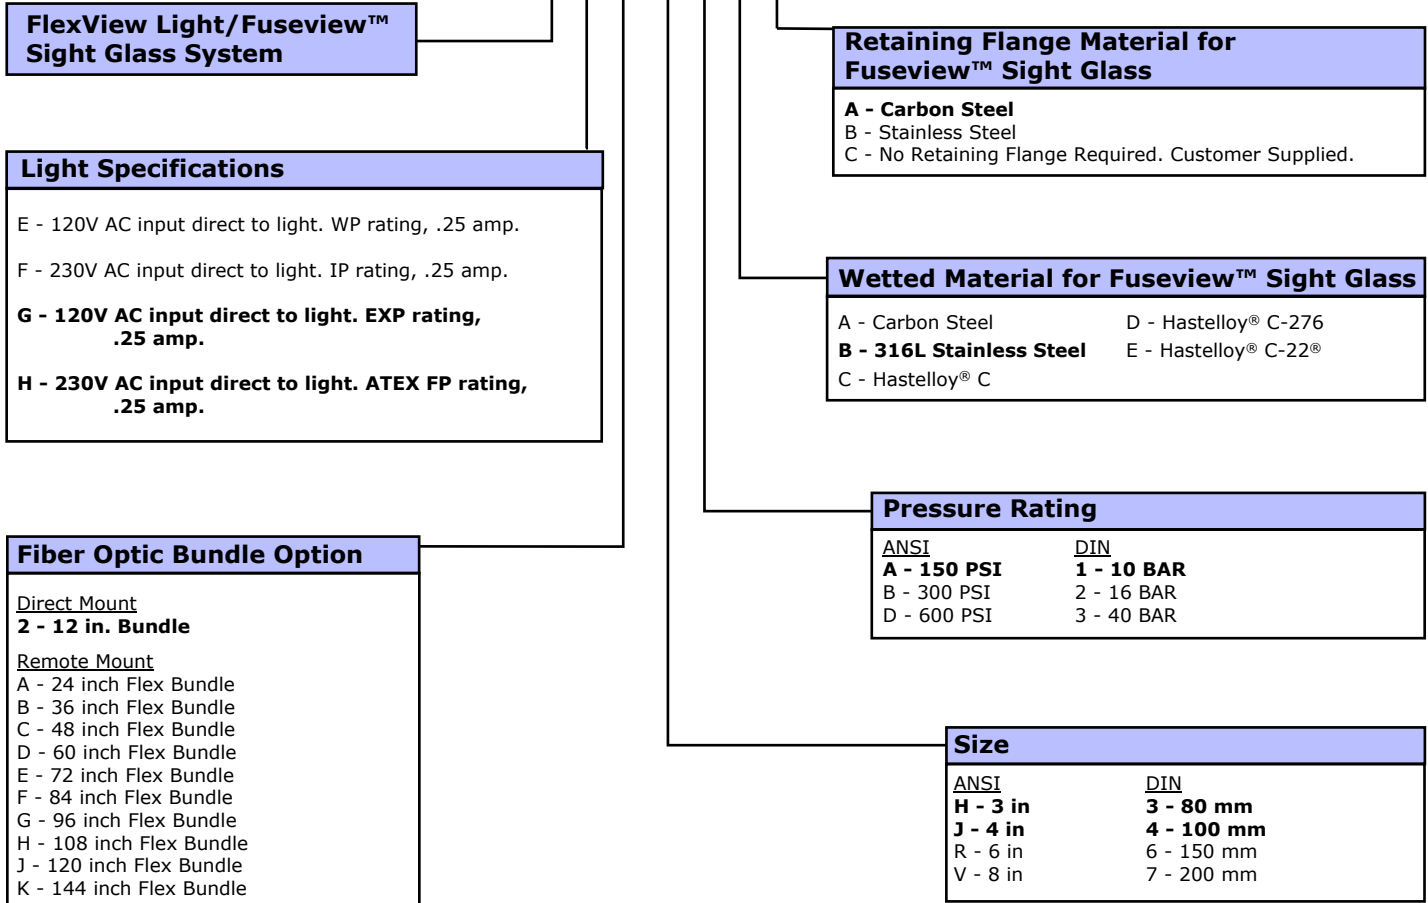 FlexView Light/Fuseview™
Sight Glass System
Light Specifications
E - 120V AC input direct to light. WP rating, .25 amp.
F - 230V AC input direct to light. IP rating, .25 amp.
G - 120V AC input direct to light. EXP rating,
.25 amp.
H - 230V AC input direct to light. ATEX FP rating,
.25 amp.
Fiber Optic Bundle Option
Direct Mount
2 - 12 in. Bundle
Remote Mount
A - 24 inch Flex Bundle
B - 36 inch Flex Bundle
C - 48 inch Flex Bundle
D - 60 inch Flex Bundle
E - 72 inch Flex Bundle
F - 84 inch Flex Bundle
G - 96 inch Flex Bundle
H - 108 inch Flex Bundle
J - 120 inch Flex Bundle
K - 144 inch Flex Bundle
Retaining Flange Material for
Fuseview™ Sight Glass
A - Carbon Steel
B - Stainless Steel
C - No Retaining Flange Required. Customer Supplied.
Wetted Material for Fuseview™ Sight Glass
A - Carbon Steel D - Hastelloy® C-276
B - 316L Stainless Steel E - Hastelloy® C-22®
C - Hastelloy® C
Pressure Rating
ANSI DIN
A - 150 PSI 1 - 10 BAR
B - 300 PSI 2 - 16 BAR
D - 600 PSI 3 - 40 BAR
Size
ANSI DIN
H - 3 in 3 - 80 mm
J - 4 in 4 - 100 mm
R - 6 in 6 - 150 mm
V - 8 in 7 - 200 mm